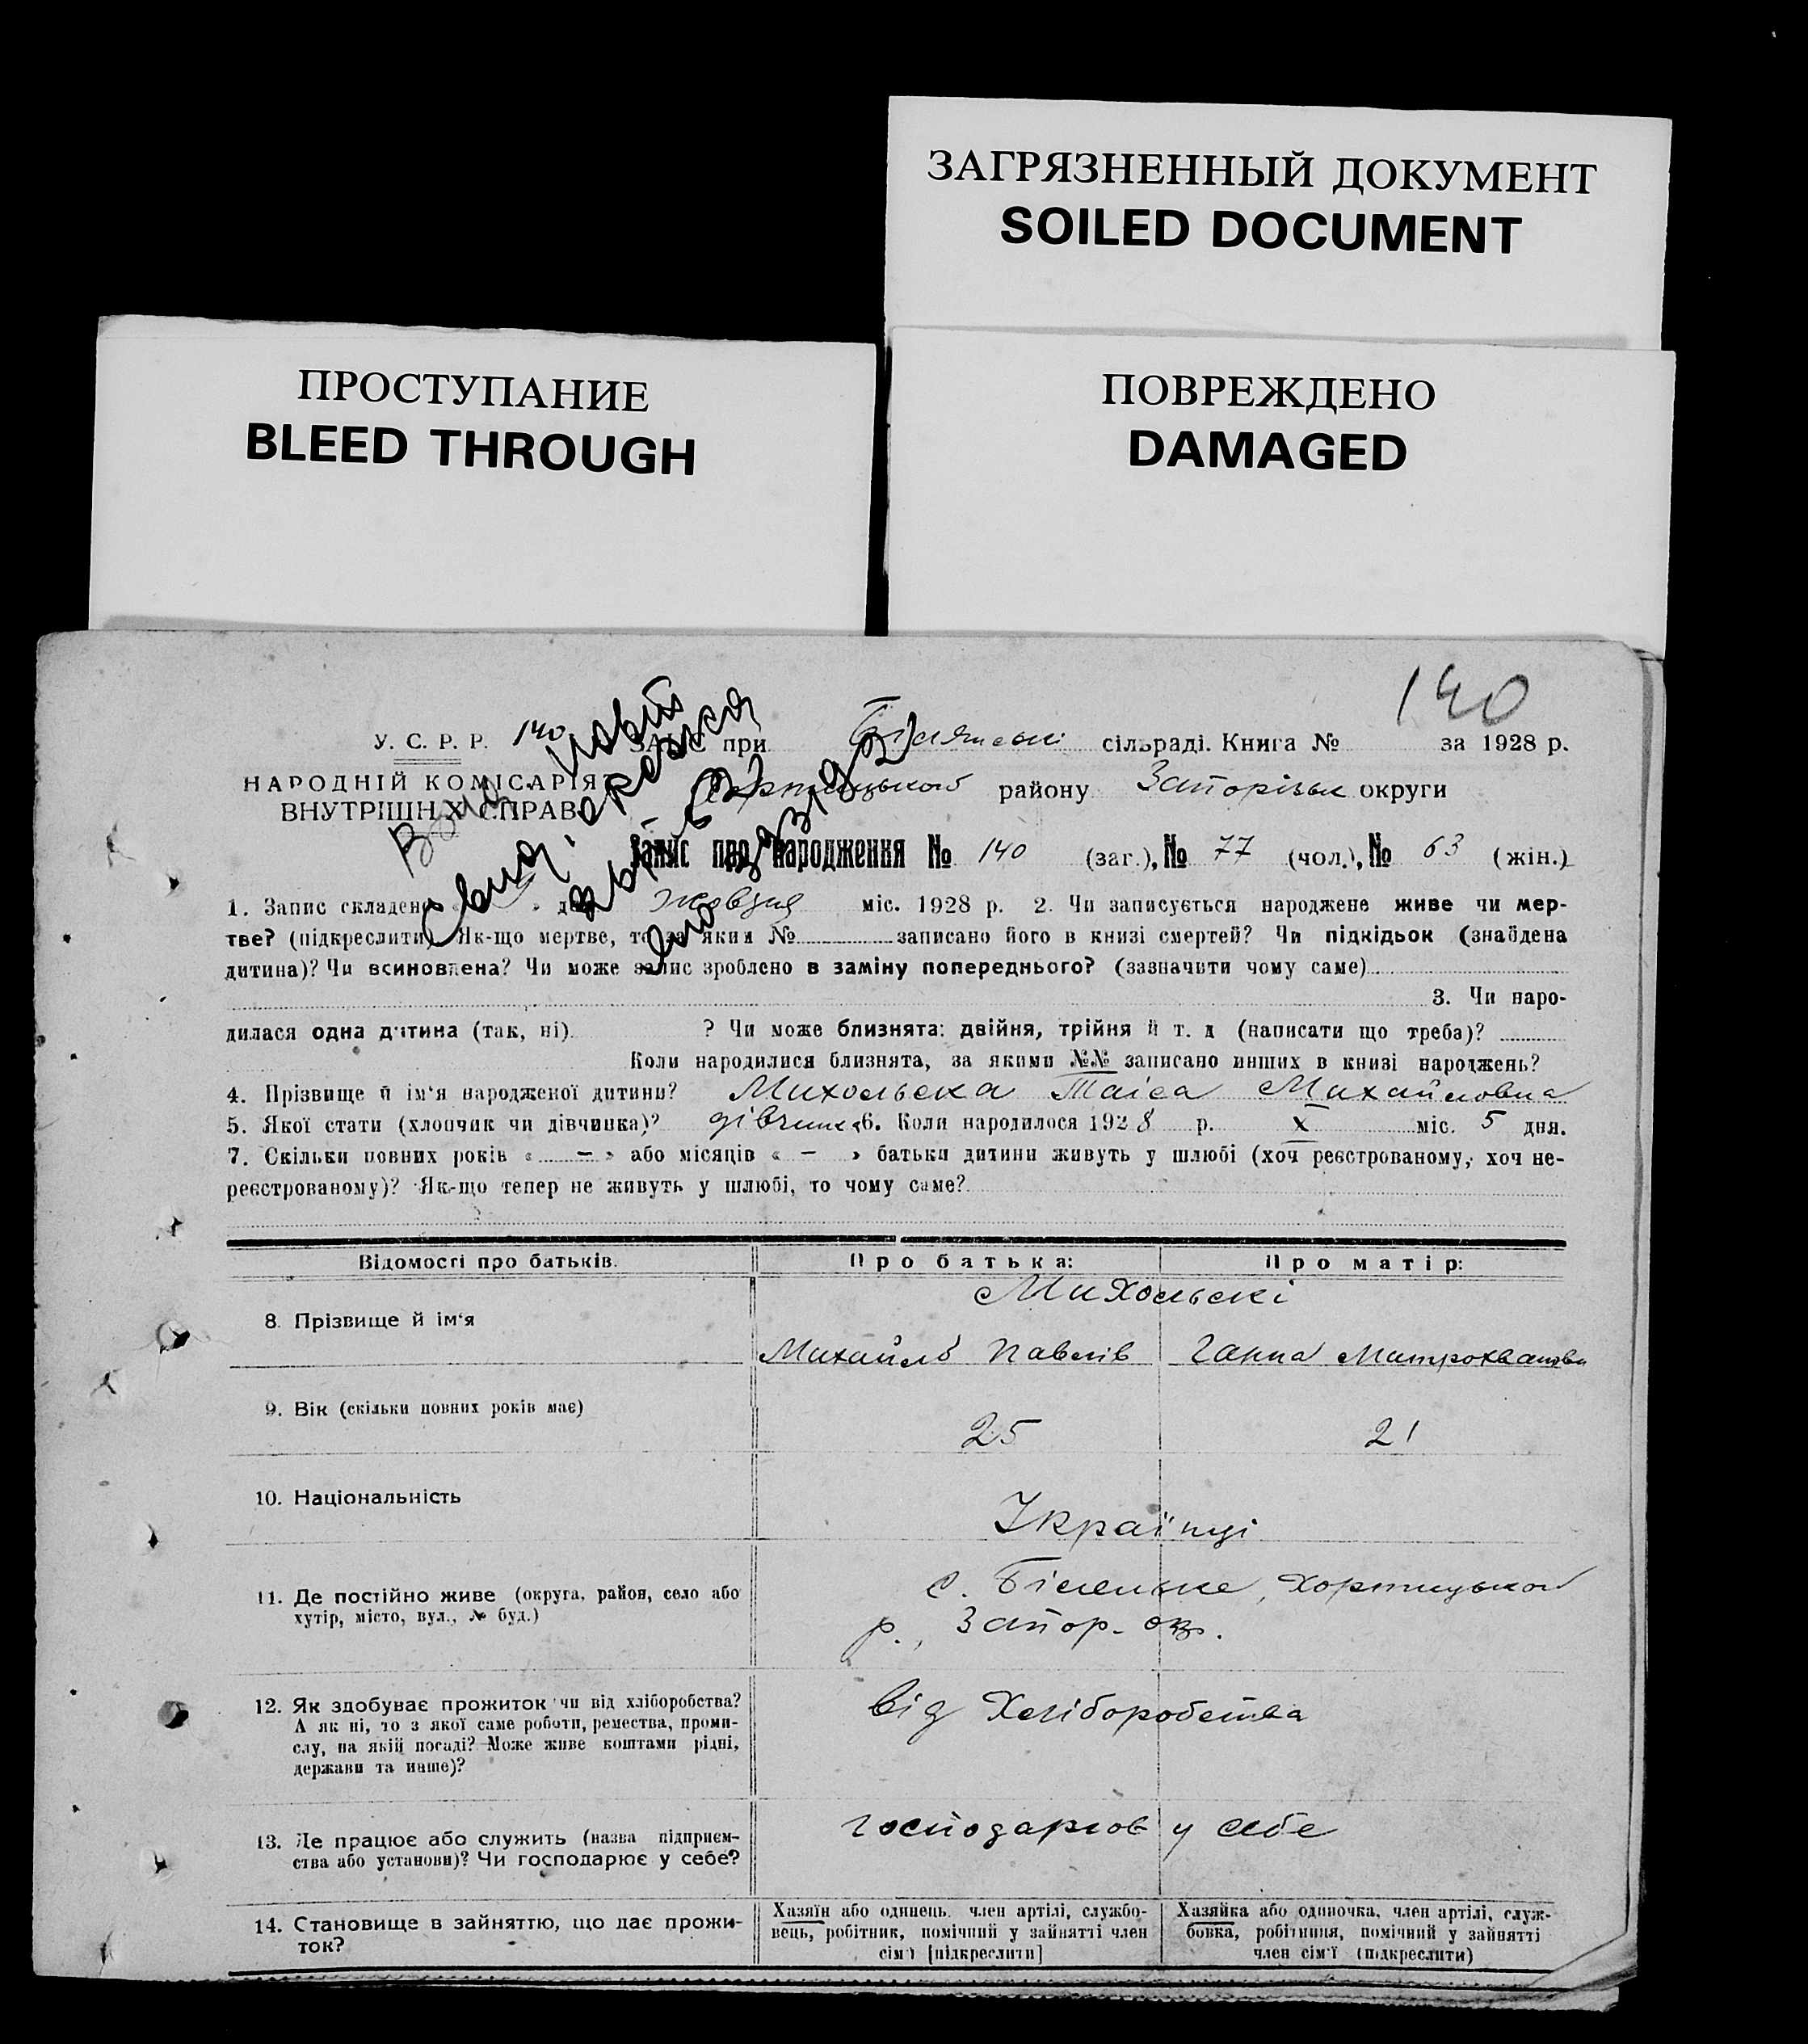 ЗАГРЯЗНЕННЫЙ ДОКУМЕНТ
SOILED DOCUMENT
ПРОСТУПАНИЕ
BLEED THROUGH
ПОВРЕЖДЕНО
DAMAGED
140
У. С. Р. Р. 140 ЗАГС при сільраді. Книга № за 1928 р.
НАРОДНІЙ КОМІСАРІЯТ Хортицького району Запорізьк округи
ВНУТРІШНІХ СПРАВ
Запис про народження № 140 (заг.), № 77 (чол.), № 63 (жін.)
1. Запис складено « 9 » дня жовтня міс. 1928 р. 2. Чи записується народжене живе чи мер-
тве? (підкреслити) Як-що мертве, то за яким № записано його в книзі смертей? Чи підкідьок (знайдена
дитина)? Чи всиновлена? Чи може запис зроблено в заміну попереднього? (зазначити чому саме)
3. Чи наро-
дилася одна дитина (так, ні) ? Чи може близнята: двійня, трійня й т. д (написати що треба)?
Коли народилися близнята, за якими №№ записано инших в книзі народжень?
4. Прізвище й ім'я народженої дитини? Михольска Таіса Михайловна
5. Якої стати (хлопчик чи дівчинка)? дівчинка 6. Коли народилося 1928 р. X міс. 5 дня.
7. Скільки повних років « — » або місяців « — » батьки дитини живуть у шлюбі (хоч реєстрованому, хоч не-
реєстрованому)? Як-що тепер не живуть у шлюбі, то чому саме?
Відомості про батьків. Про батька: Про матір:
Михольскі
8. Прізвище й ім'я
Михайло Павлів Ганна
9. Вік (скільки повних років має)
25 21
10. Національність
Українці
11. Де постійно живе (округа, район, село або с. Біленьке, Хортицького
хутір, місто, вул., № буд.) р., Запор. окр.
12. Як здобуває прожиток чи від хліборобства? Від Хліборобства
А як ні, то з якої саме роботи, ремества, проми-
слу, на якій посаді? Може живе коштами рідні,
держави та инше)?
13. Де працює або служить (назва підприєм- господарює у себе
ства або установи)? Чи господарює у себе?
14. Становище в зайняттю, що дає прожи- Хазяїн або одинець, член артілі, службо- Хазяйка або одиночка, член артілі, служ-
ток? вець, робітник, помічний у зайнятті член бовка, робітниця, помічний у зайнятті
сім'ї [підкреслити] член сім'ї (підкреслити)